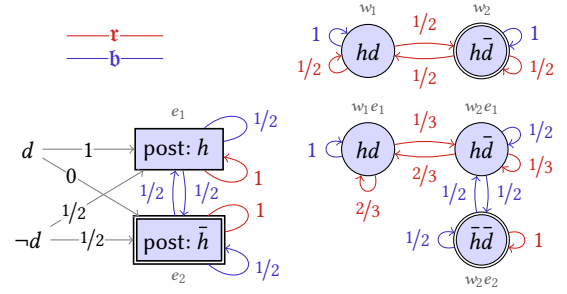 𝔯
𝔟
w₁ w₂
1 1/2 1
hd hd̄
1/2 1/2 1/2
e₁
1/2
d 1 post: h
0 1
1/2 1/2
1/2 1
¬d 1/2 post: h̄
1/2
e₂
w₁e₁ w₂e₁
1/3 1/2
1 hd hd̄
2/3 1/3
2/3 1/2 1/2
1/2 h̄d̄ 1
w₂e₂